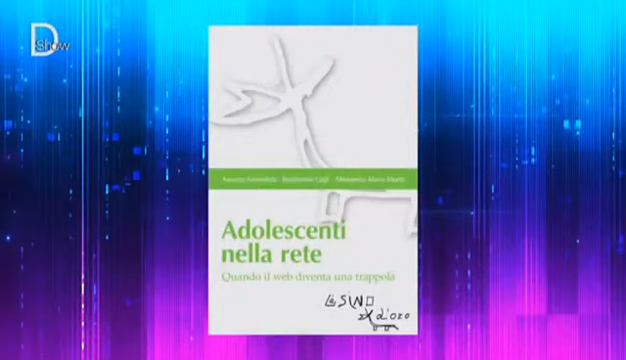 D
Show
Adolescenti
nella rete
Quando il web diventa una trappola
L'ASINO
d'oro